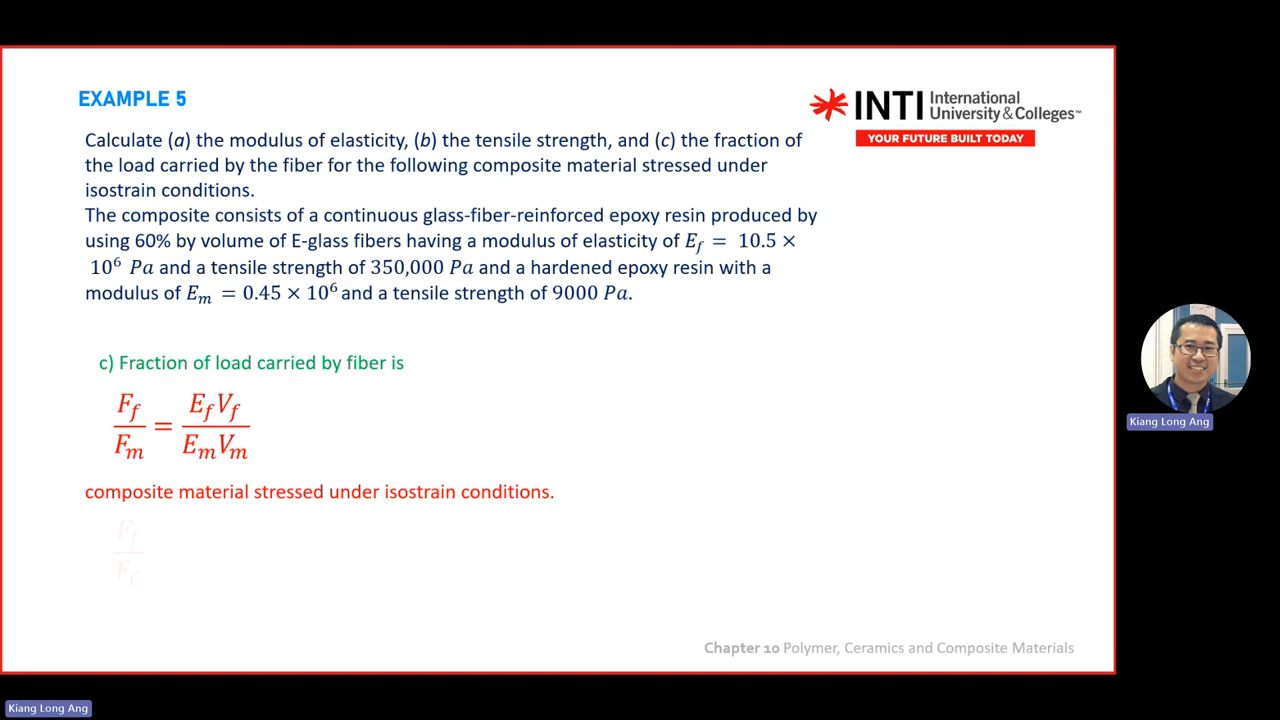 EXAMPLE 5
INTI International University & Colleges™
YOUR FUTURE BUILT TODAY
Calculate (a) the modulus of elasticity, (b) the tensile strength, and (c) the fraction of
the load carried by the fiber for the following composite material stressed under
isostrain conditions.
The composite consists of a continuous glass-fiber-reinforced epoxy resin produced by
using 60% by volume of E-glass fibers having a modulus of elasticity of E_f = 10.5 ×
10⁶ Pa and a tensile strength of 350,000 Pa and a hardened epoxy resin with a
modulus of E_m = 0.45 × 10⁶ and a tensile strength of 9000 Pa.
c) Fraction of load carried by fiber is
F_f / F_m = E_f V_f / E_m V_m
composite material stressed under isostrain conditions.
F_f / F_C
Chapter 10 Polymer, Ceramics and Composite Materials
Kiang Long Ang
Kiang Long Ang